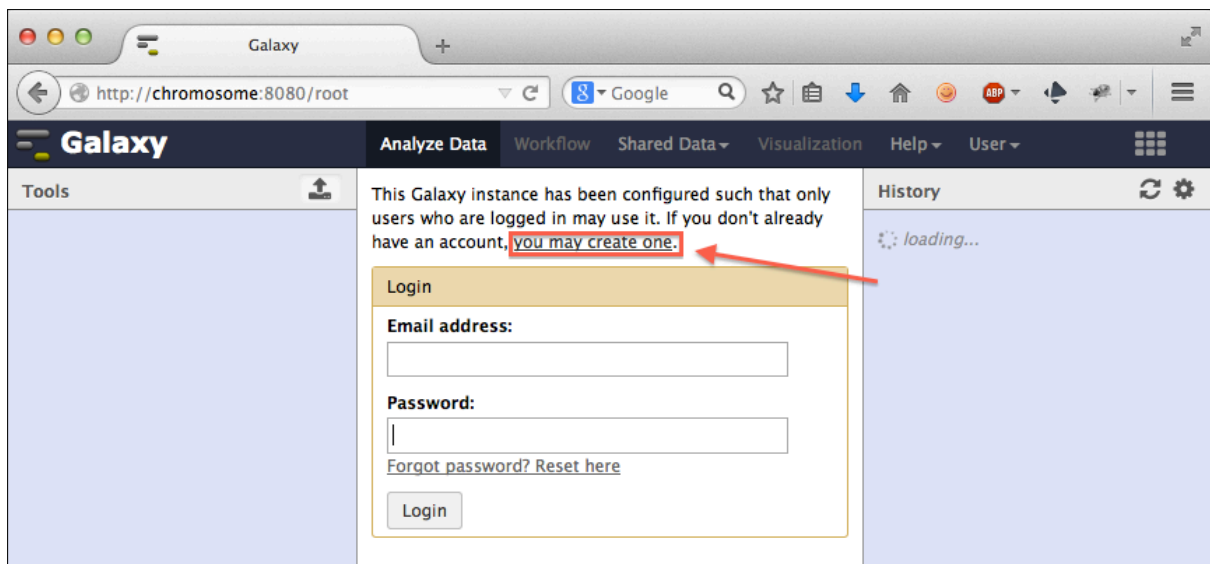 Galaxy
http://chromosome:8080/root
8 Google
ABP
Galaxy
Analyze Data Workflow Shared Data Visualization Help User
Tools
This Galaxy instance has been configured such that only
users who are logged in may use it. If you don't already
have an account, you may create one.
History
loading...
Login
Email address:
Password:
Forgot password? Reset here
Login